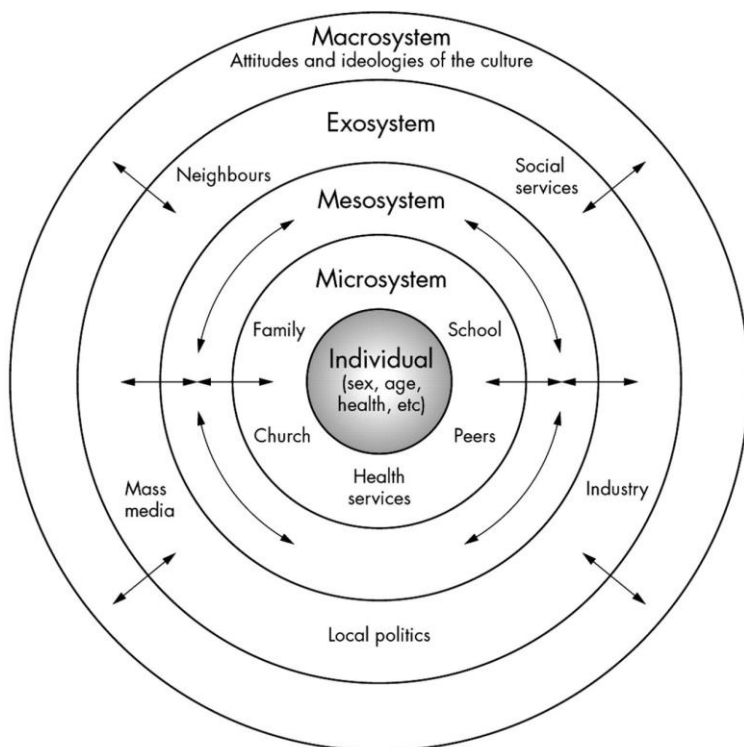 Macrosystem
Attitudes and ideologies of the culture
Exosystem
Neighbours
Social
services
Mesosystem
Microsystem
Family
School
Individual
(sex, age,
health, etc)
Church
Peers
Health
services
Mass
media
Industry
Local politics